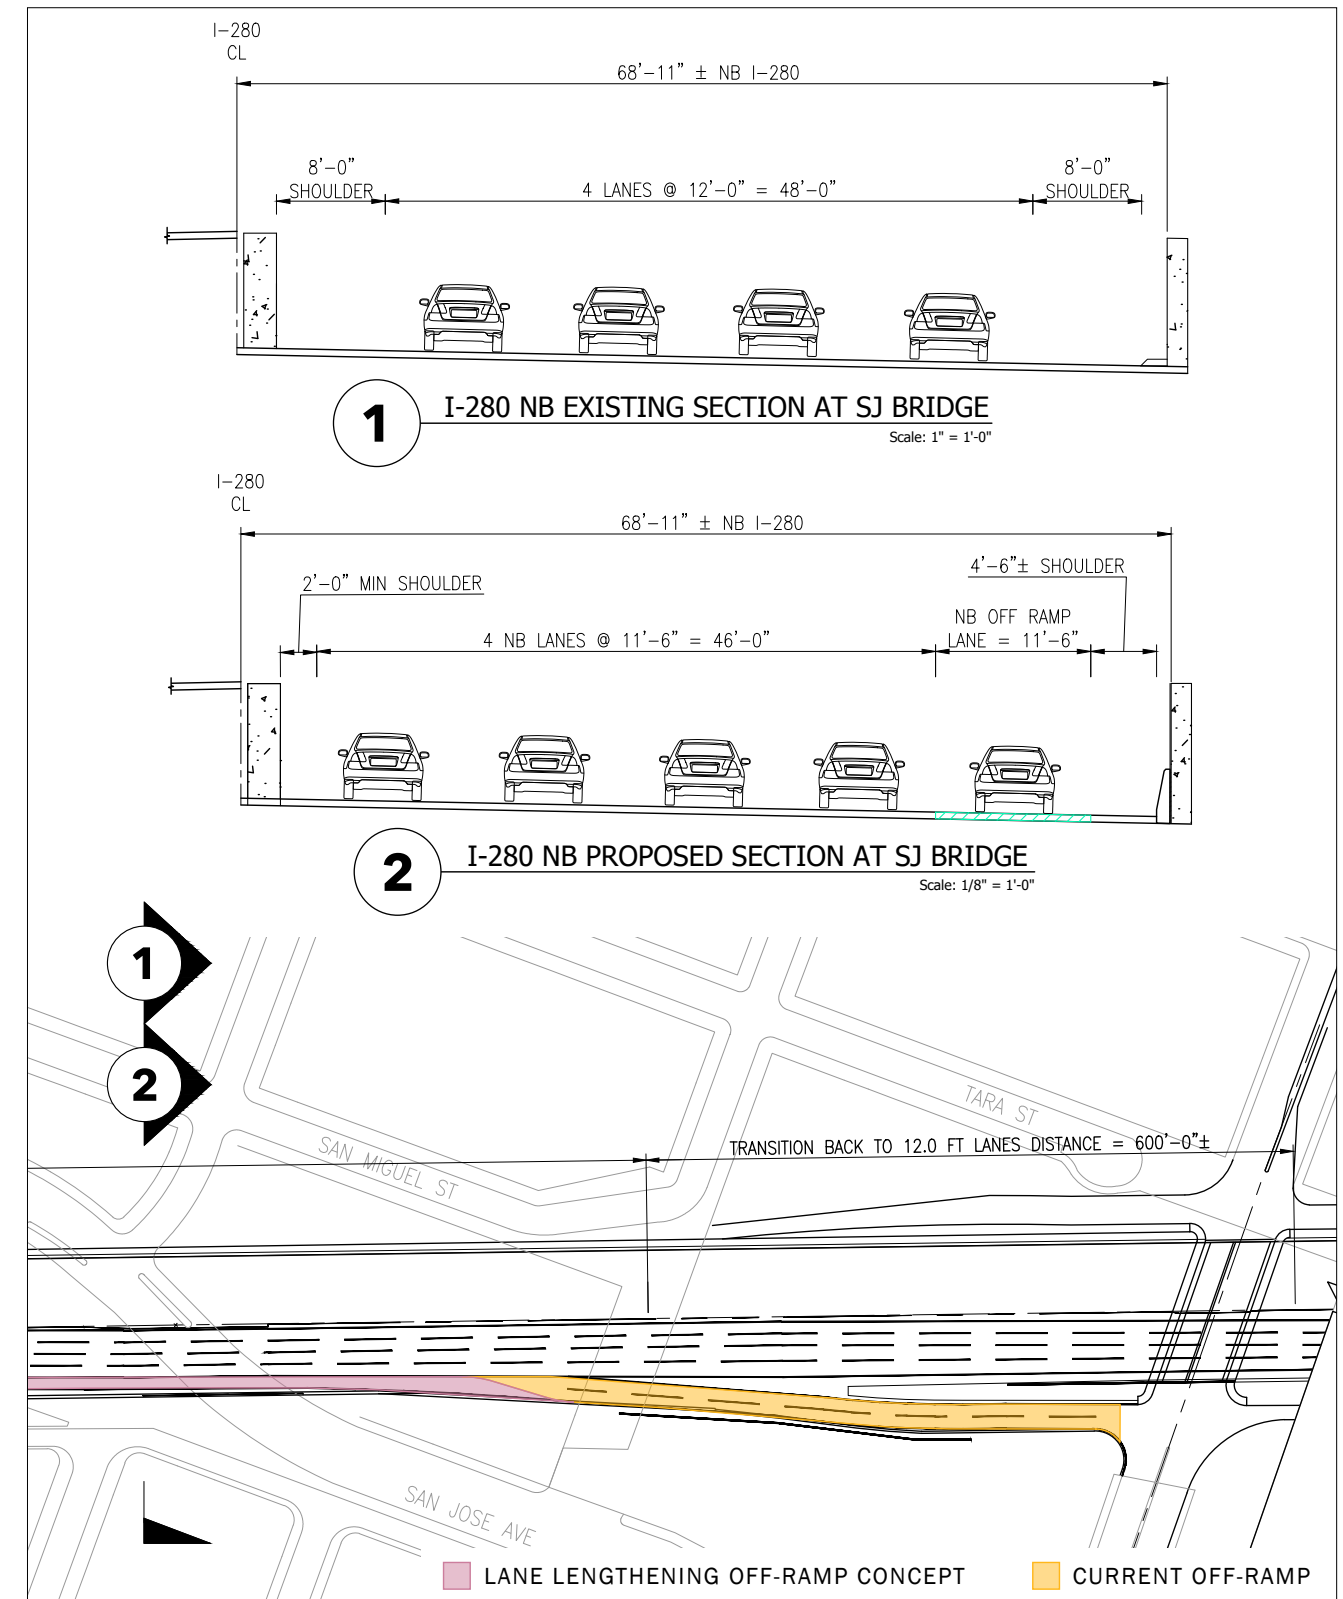 I-280
CL
68'-11" ± NB I-280
8'-0"
SHOULDER
4 LANES @ 12'-0" = 48'-0"
8'-0"
SHOULDER
1
I-280 NB EXISTING SECTION AT SJ BRIDGE
Scale: 1" = 1'-0"
I-280
CL
68'-11" ± NB I-280
2'-0" MIN SHOULDER
4 NB LANES @ 11'-6" = 46'-0"
NB OFF RAMP
LANE = 11'-6"
4'-6"± SHOULDER
2
I-280 NB PROPOSED SECTION AT SJ BRIDGE
Scale: 1/8" = 1'-0"
1
2
TARA ST
SAN MIGUEL ST
TRANSITION BACK TO 12.0 FT LANES DISTANCE = 600'-0"±
SAN JOSE AVE
LANE LENGTHENING OFF-RAMP CONCEPT
CURRENT OFF-RAMP